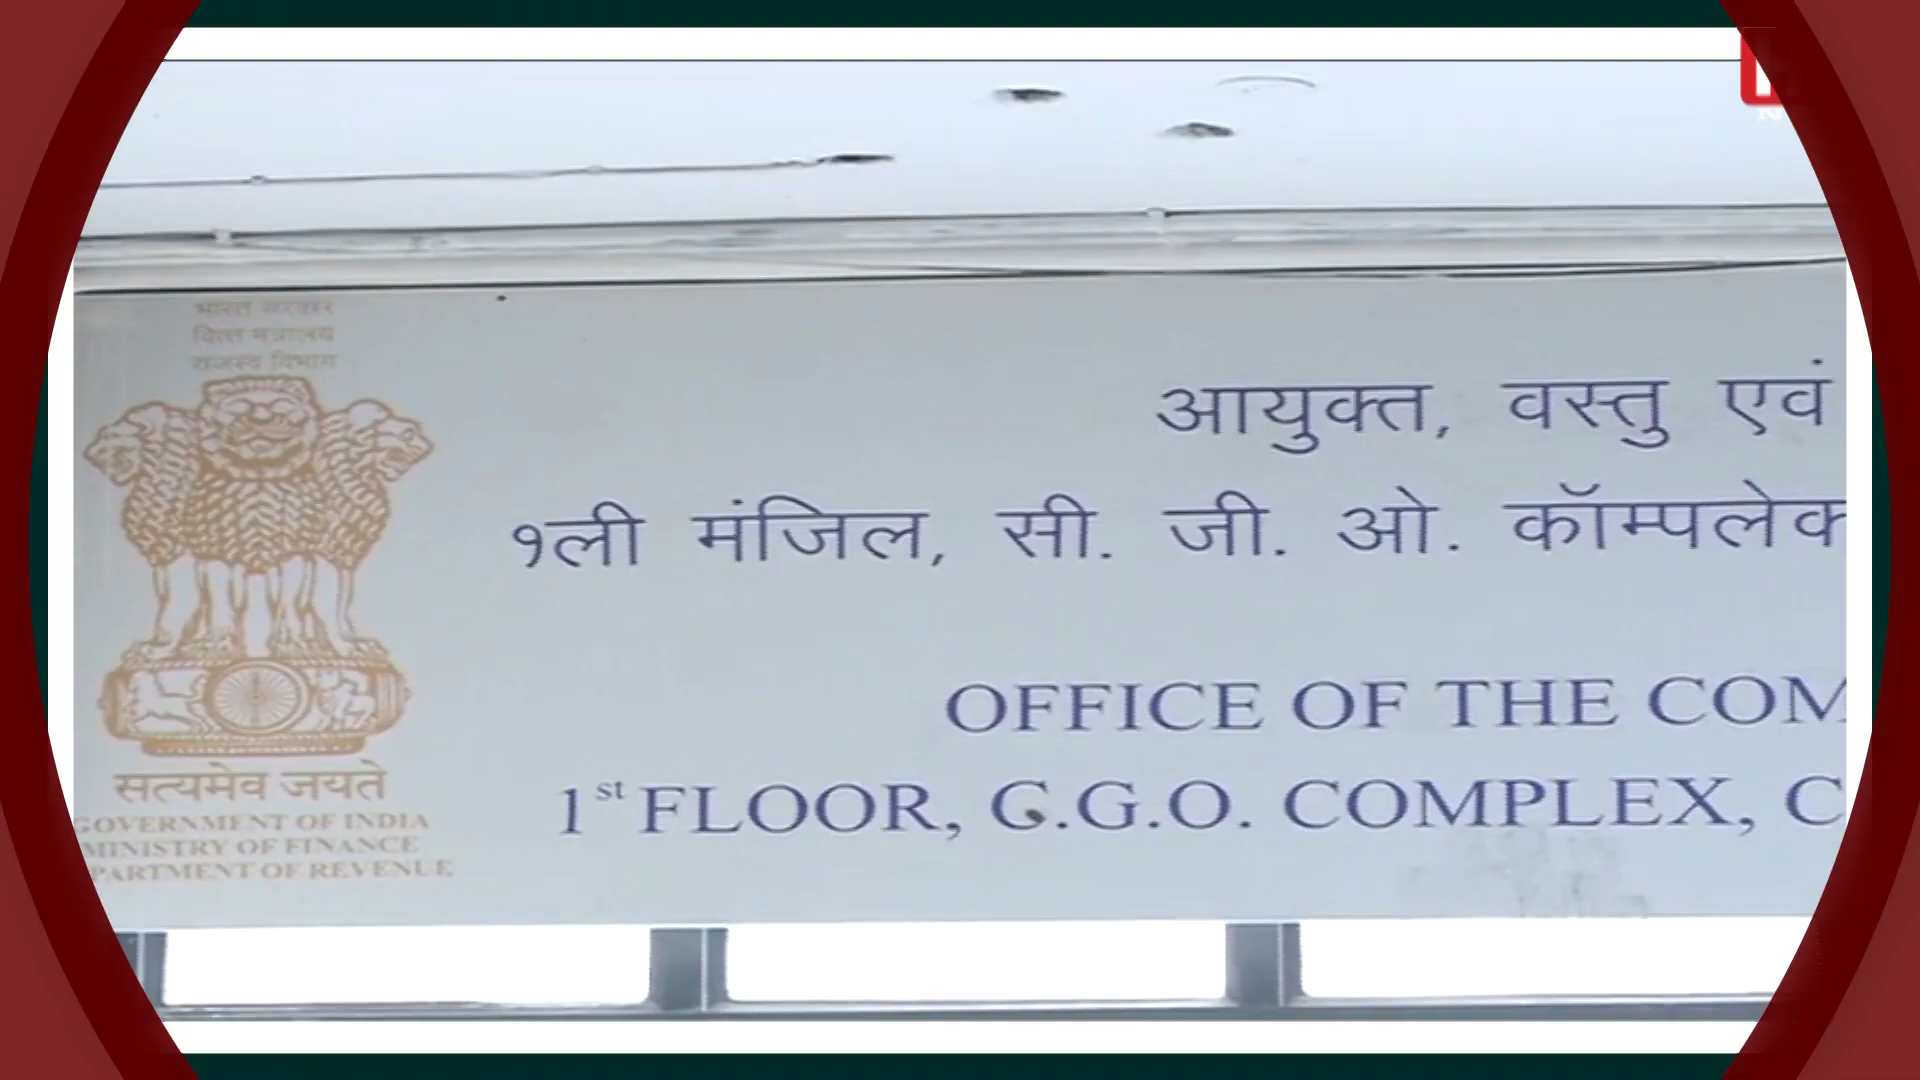 भारत सरकार
वित्त मंत्रालय
राजस्व विभाग
सत्यमेव जयते
GOVERNMENT OF INDIA
MINISTRY OF FINANCE
PARTMENT OF REVENUE
आयुक्त, वस्तु एवं
१ली मंजिल, सी. जी. ओ. कॉम्पलेक
OFFICE OF THE COM
1st FLOOR, C.G.O. COMPLEX, C